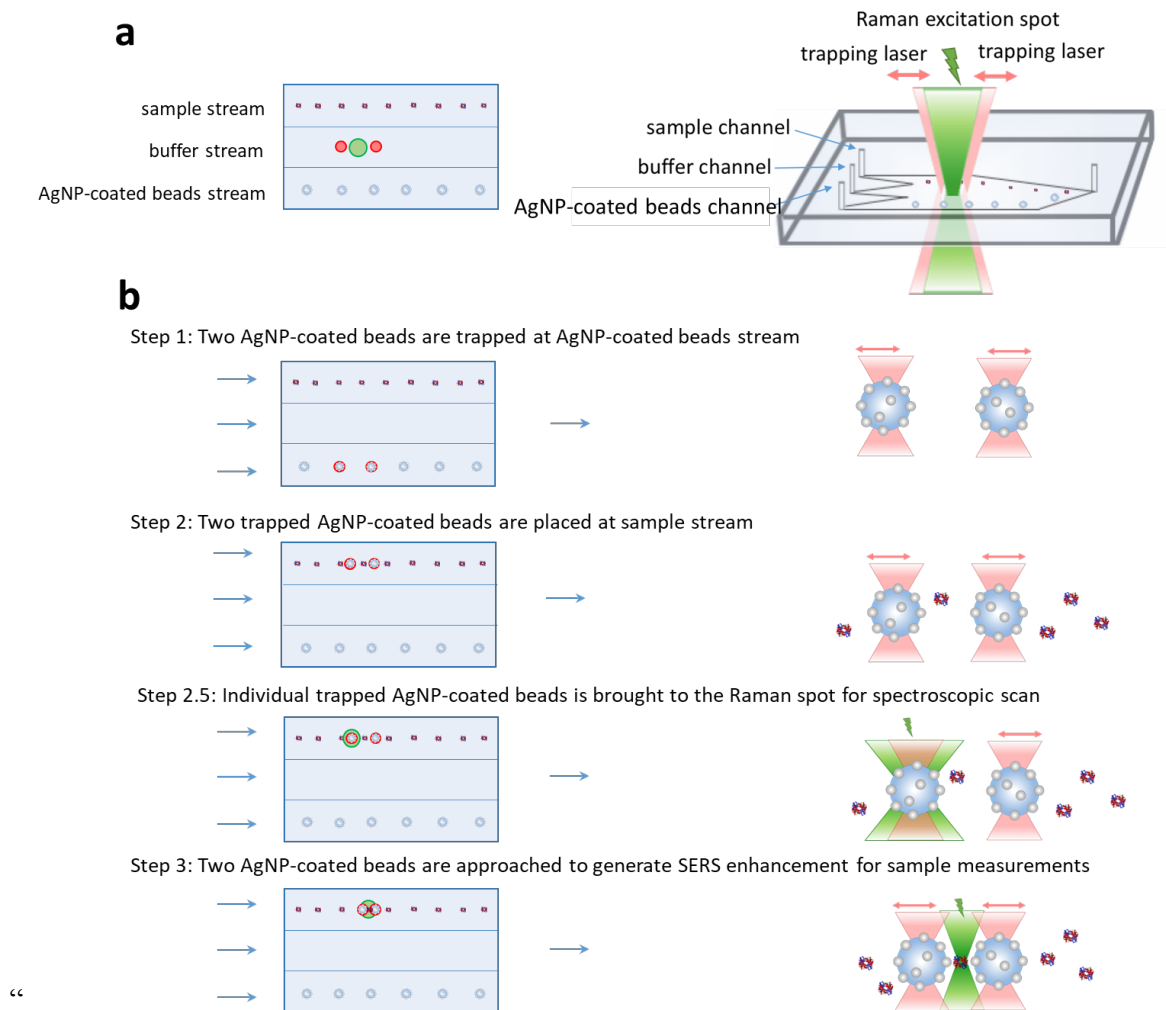 a
Raman excitation spot
trapping laser
trapping laser
sample stream
buffer stream
AgNP-coated beads stream
sample channel
buffer channel
AgNP-coated beads channel
b
Step 1: Two AgNP-coated beads are trapped at AgNP-coated beads stream
Step 2: Two trapped AgNP-coated beads are placed at sample stream
Step 2.5: Individual trapped AgNP-coated beads is brought to the Raman spot for spectroscopic scan
Step 3: Two AgNP-coated beads are approached to generate SERS enhancement for sample measurements
“